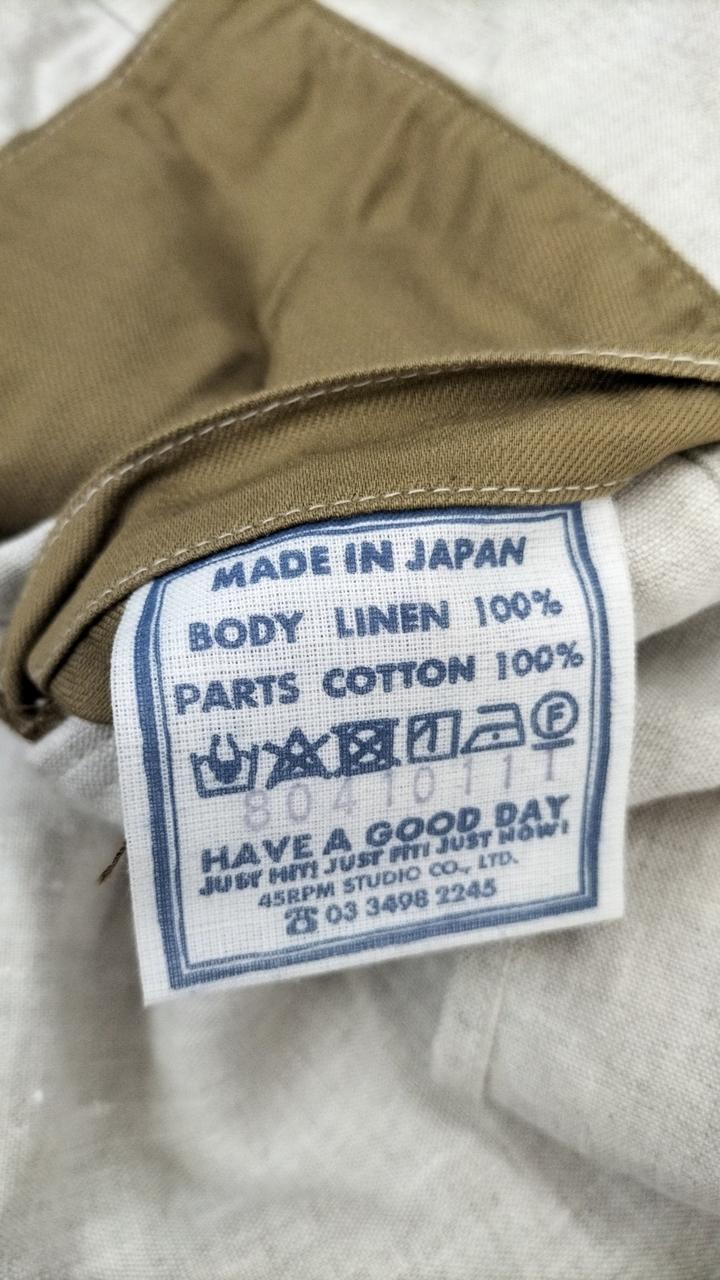 MADE IN JAPAN
BODY LINEN 100%
PARTS COTTON 100%
F
80410111
HAVE A GOOD DAY
JUST HIT! JUST FIT! JUST NOW!
45RPM STUDIO CO., LTD.
☎ 03 3498 2245